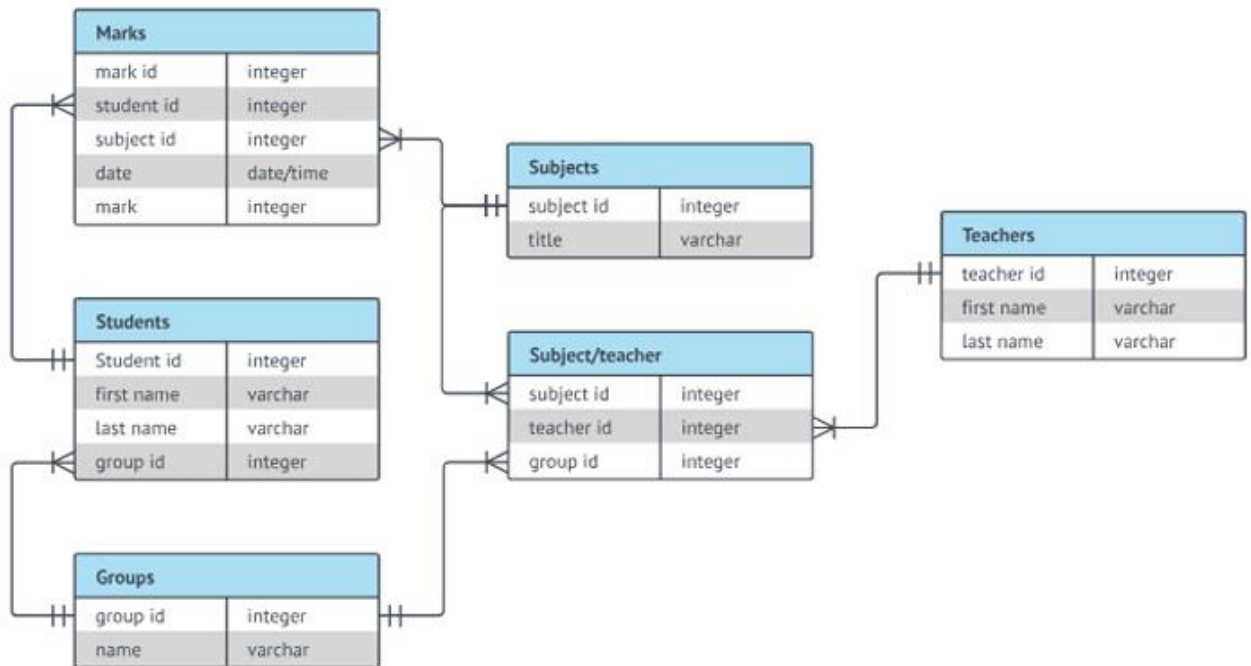 Marks
mark id integer
student id integer
subject id integer
date date/time
mark integer
Subjects
subject id integer
title varchar
Teachers
teacher id integer
first name varchar
last name varchar
Students
Student id integer
first name varchar
last name varchar
group id integer
Subject/teacher
subject id integer
teacher id integer
group id integer
Groups
group id integer
name varchar